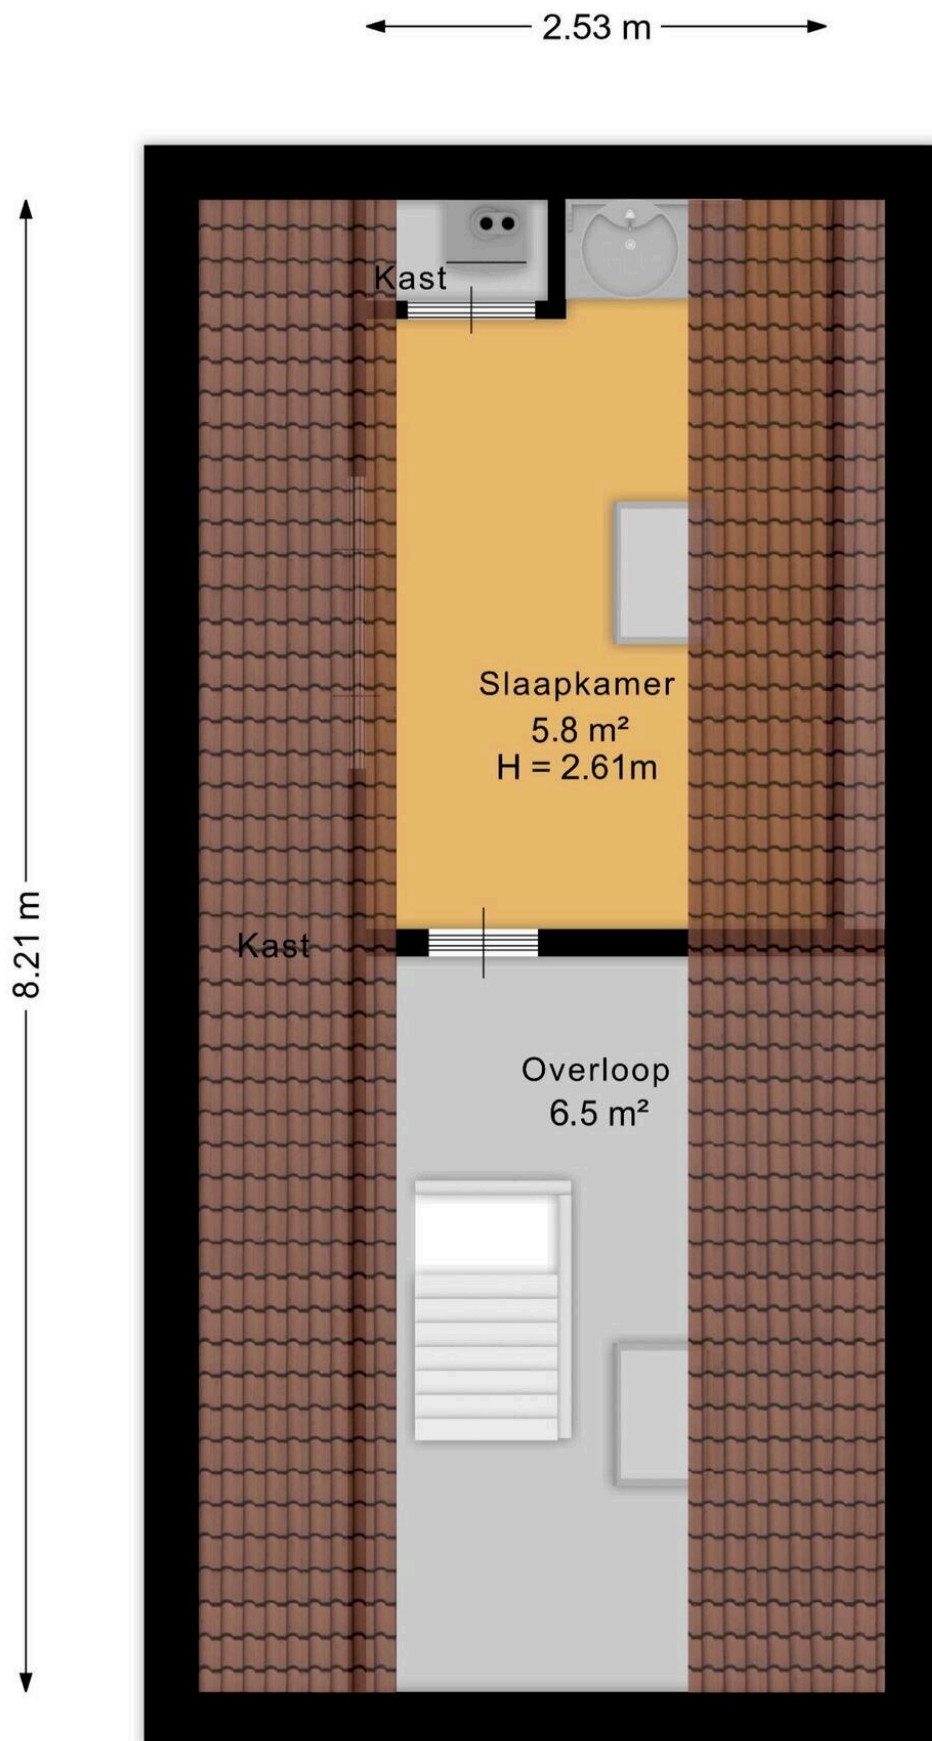 2.53 m
Kast
Slaapkamer
5.8 m²
H = 2.61m
8.21 m
Kast
Overloop
6.5 m²